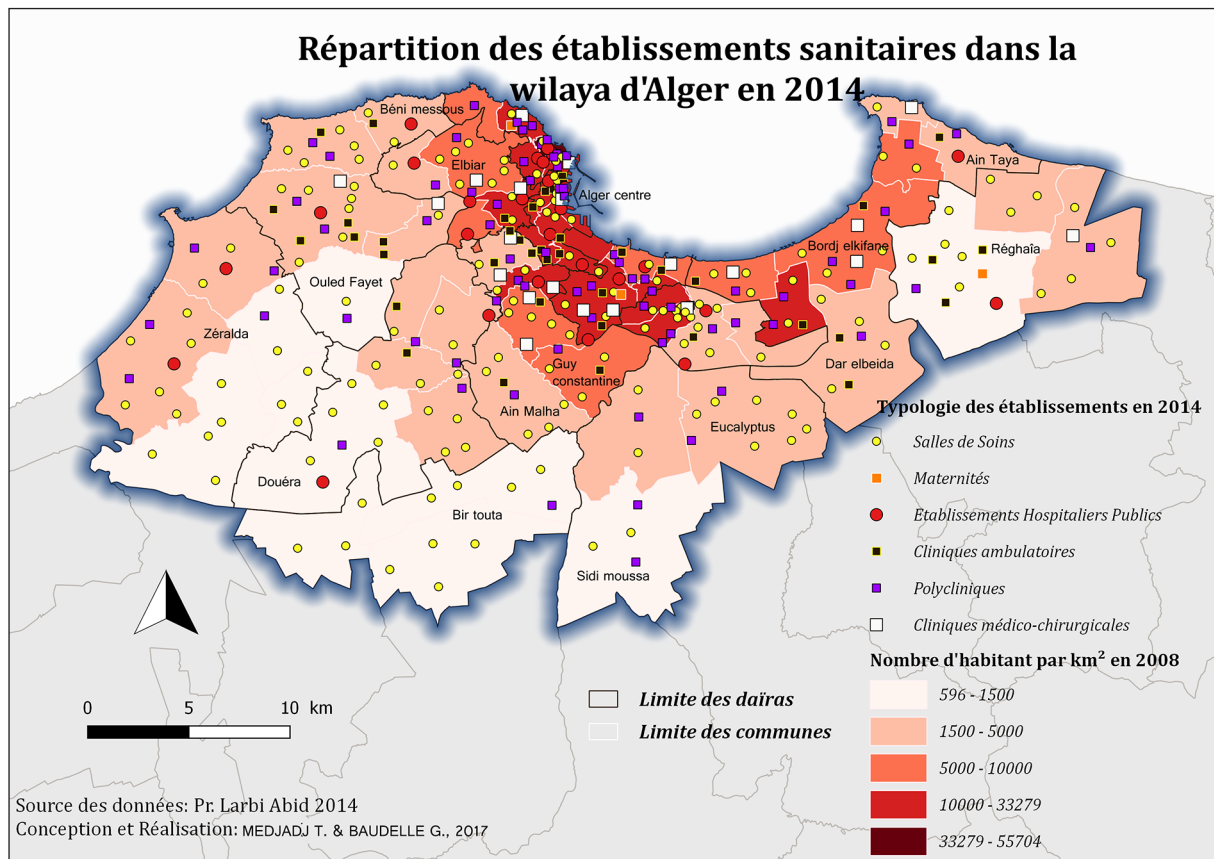 Répartition des établissements sanitaires dans la
wilaya d'Alger en 2014
Béni messous
Elbiar
Alger centre
Ain Taya
Bordj elkifane
Réghaîa
Ouled Fayet
Zéralda
Guy
constantine
Dar elbeida
Ain Malha
Eucalyptus
Douéra
Bir touta
Sidi moussa
Typologie des établissements en 2014
Salles de Soins
Maternités
Etablissements Hospitaliers Publics
Cliniques ambulatoires
Polycliniques
Cliniques médico-chirurgicales
Nombre d'habitant par km² en 2008
596 - 1500
1500 - 5000
5000 - 10000
10000 - 33279
33279 - 55704
Limite des daïras
Limite des communes
0 5 10 km
Source des données: Pr. Larbi Abid 2014
Conception et Réalisation: MEDJADJ T. & BAUDELLE G., 2017